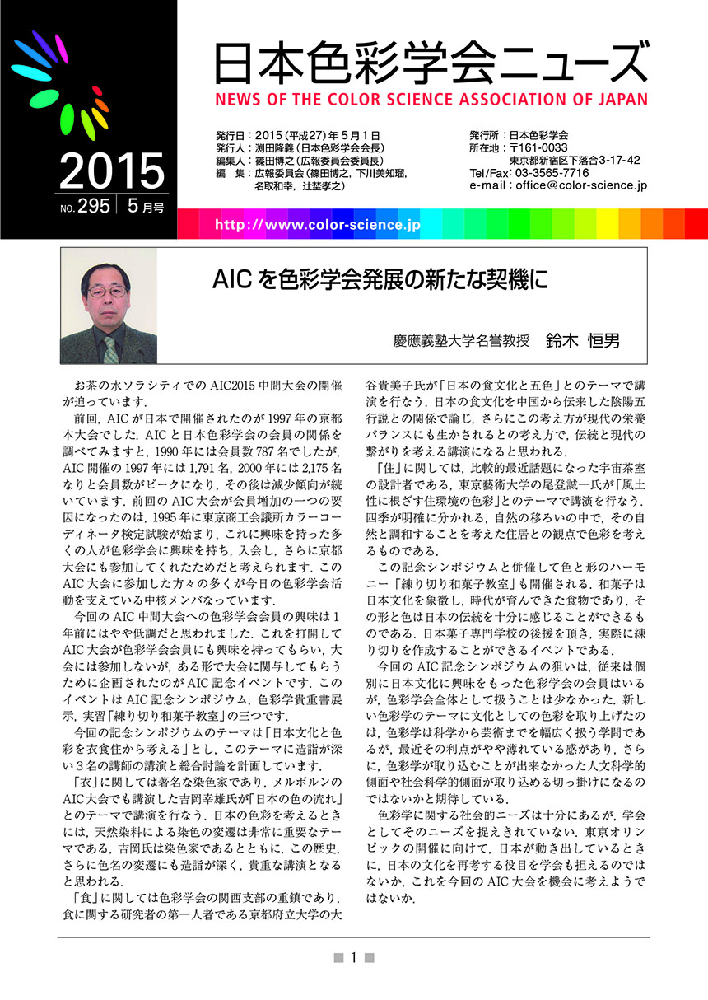 日本色彩学会ニューズ
NEWS OF THE COLOR SCIENCE ASSOCIATION OF JAPAN
2015
NO. 295 5月号
発行日：2015（平成27）年5月1日
発行人：渕田隆義（日本色彩学会会長）
編集人：篠田博之（広報委員会委員長）
編　集：広報委員会（篠田博之，下川美知瑠，
名取和幸，辻埜孝之）
発行所：日本色彩学会
所在地：〒161-0033
東京都新宿区下落合3-17-42
Tel/Fax：03-3565-7716
e-mail：office@color-science.jp
http://www.color-science.jp
AICを色彩学会発展の新たな契機に
慶應義塾大学名誉教授　鈴木 恒男
お茶の水ソラシティでのAIC2015中間大会の開催
が迫っています．
前回，AICが日本で開催されたのが1997年の京都
本大会でした．AICと日本色彩学会の会員の関係を
調べてみますと，1990年には会員数787名でしたが，
AIC開催の1997年には1,791名，2000年には2,175名
なりと会員数がピークになり，その後は減少傾向が続
いています．前回のAIC大会が会員増加の一つの要
因になったのは，1995年に東京商工会議所カラーコー
ディネータ検定試験が始まり，これに興味を持った多
くの人が色彩学会に興味を持ち，入会し，さらに京都
大会にも参加してくれたためだと考えられます．この
AIC大会に参加した方々の多くが今日の色彩学会活
動を支えている中核メンバなっています．
今回のAIC中間大会への色彩学会会員の興味は1
年前にはやや低調だと思われました．これを打開して
AIC大会が色彩学会会員にも興味を持ってもらい，大
会には参加しないが，ある形で大会に関与してもらう
ために企画されたのがAIC記念イベントです．この
イベントはAIC記念シンポジウム，色彩学貴重書展
示，実習「練り切り和菓子教室」の三つです．
今回の記念シンポジウムのテーマは「日本文化と色
彩を衣食住から考える」とし，このテーマに造詣が深
い３名の講師の講演と総合討論を計画しています．
「衣」に関しては著名な染色家であり，メルボルンの
AIC大会でも講演した吉岡幸雄氏が「日本の色の流れ」
とのテーマで講演を行なう．日本の色彩を考えるとき
には，天然染料による染色の変遷は非常に重要なテー
マである，吉岡氏は染色家であるとともに，この歴史，
さらに色名の変遷にも造詣が深く，貴重な講演となる
と思われる．
「食」に関しては色彩学会の関西支部の重鎮であり，
食に関する研究者の第一人者である京都府立大学の大
谷貴美子氏が「日本の食文化と五色」とのテーマで講
演を行なう．日本の食文化を中国から伝来した陰陽五
行説との関係で論じ，さらにこの考え方が現代の栄養
バランスにも生かされるとの考え方で，伝統と現代の
繋がりを考える講演になると思われる．
「住」に関しては，比較的最近話題になった宇宙茶室
の設計者である，東京藝術大学の尾登誠一氏が「風土
性に根ざす住環境の色彩」とのテーマで講演を行なう．
四季が明確に分かれる，自然の移ろいの中で，その自
然と調和することを考えた住居との観点で色彩を考え
るものである．
この記念シンポジウムと併催して色と形のハーモ
ニー「練り切り和菓子教室」も開催される．和菓子は
日本文化を象徴し，時代が育んできた食物であり，そ
の形と色は日本の伝統を十分に感じることができるも
のである．日本菓子専門学校の後援を頂き，実際に練
り切りを作成することができるイベントである．
今回のAIC記念シンポジウムの狙いは，従来は個
別に日本文化に興味をもった色彩学会の会員はいる
が，色彩学会全体として扱うことは少なかった．新し
い色彩学のテーマに文化としての色彩を取り上げたの
は，色彩学は科学から芸術までを幅広く扱う学問であ
るが，最近その利点がやや薄れている感があり，さら
に，色彩学が取り込むことが出来なかった人文科学的
側面や社会科学的側面が取り込める切っ掛けになるの
ではないかと期待している．
色彩学に関する社会的ニーズは十分にあるが，学会
としてそのニーズを捉えきれていない．東京オリン
ピックの開催に向けて，日本が動き出しているとき
に，日本の文化を再考する役目を学会も担えるのでは
ないか，これを今回のAIC大会を機会に考えようで
はないか．
1